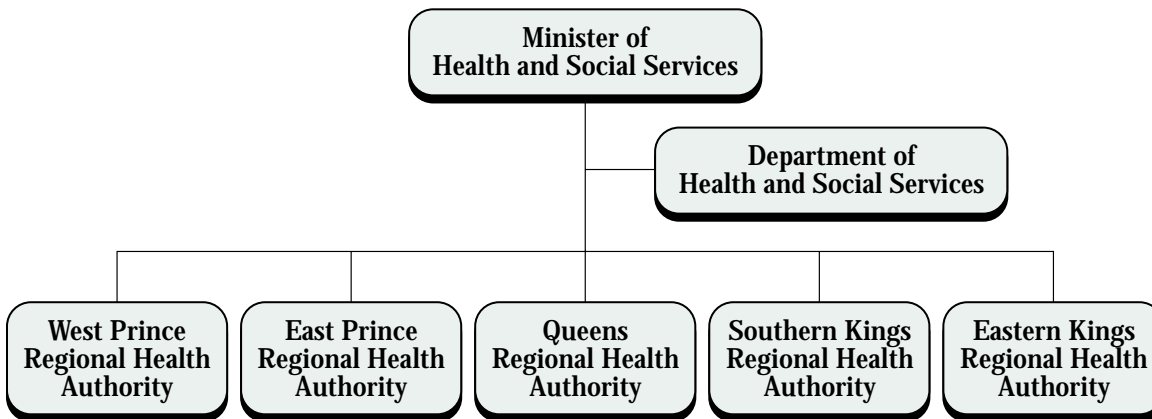 Minister of
Health and Social Services
Department of
Health and Social Services
West Prince
Regional Health
Authority
East Prince
Regional Health
Authority
Queens
Regional Health
Authority
Southern Kings
Regional Health
Authority
Eastern Kings
Regional Health
Authority